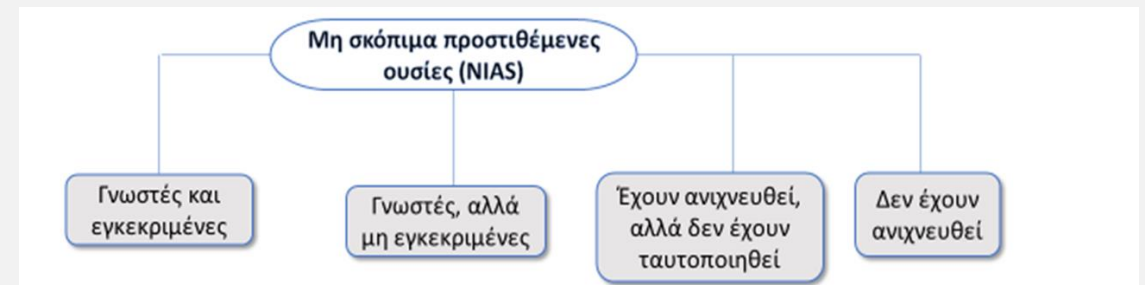 Μη σκόπιμα προστιθέμενες
ουσίες (NIAS)
Γνωστές και
εγκεκριμένες
Γνωστές, αλλά
μη εγκεκριμένες
Έχουν ανιχνευθεί,
αλλά δεν έχουν
ταυτοποιηθεί
Δεν έχουν
ανιχνευθεί